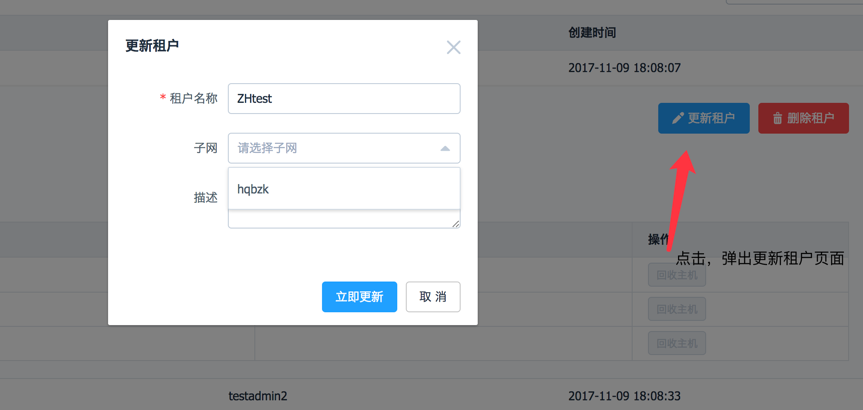 创建时间
更新租户
2017-11-09 18:08:07
* 租户名称 ZHtest
更新租户 删除租户
子网 请选择子网
hqbzk
描述
操作
点击，弹出更新租户页面
回收主机
立即更新 取 消
回收主机
回收主机
testadmin2 2017-11-09 18:08:33